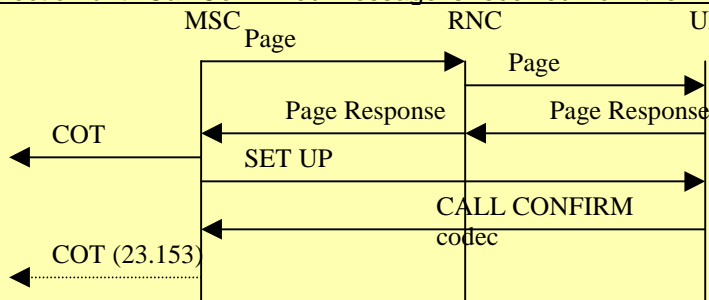 MSC RNC U
Page
Page
Page Response Page Response
COT
SET UP
CALL CONFIRM
codec
COT (23.153)